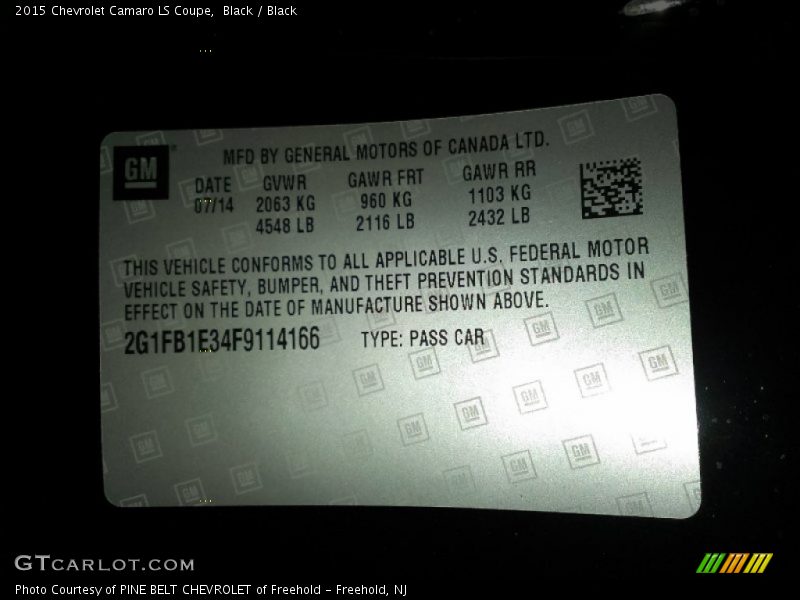 2015 Chevrolet Camaro LS Coupe, Black / Black
GM
MFD BY GENERAL MOTORS OF CANADA LTD.
DATE GVWR GAWR FRT GAWR RR
07/14 2063 KG 960 KG 1103 KG
4548 LB 2116 LB 2432 LB
THIS VEHICLE CONFORMS TO ALL APPLICABLE U.S. FEDERAL MOTOR
VEHICLE SAFETY, BUMPER, AND THEFT PREVENTION STANDARDS IN
EFFECT ON THE DATE OF MANUFACTURE SHOWN ABOVE.
2G1FB1E34F9114166 TYPE: PASS CAR
GTCARLOT.COM
Photo Courtesy of PINE BELT CHEVROLET of Freehold - Freehold, NJ